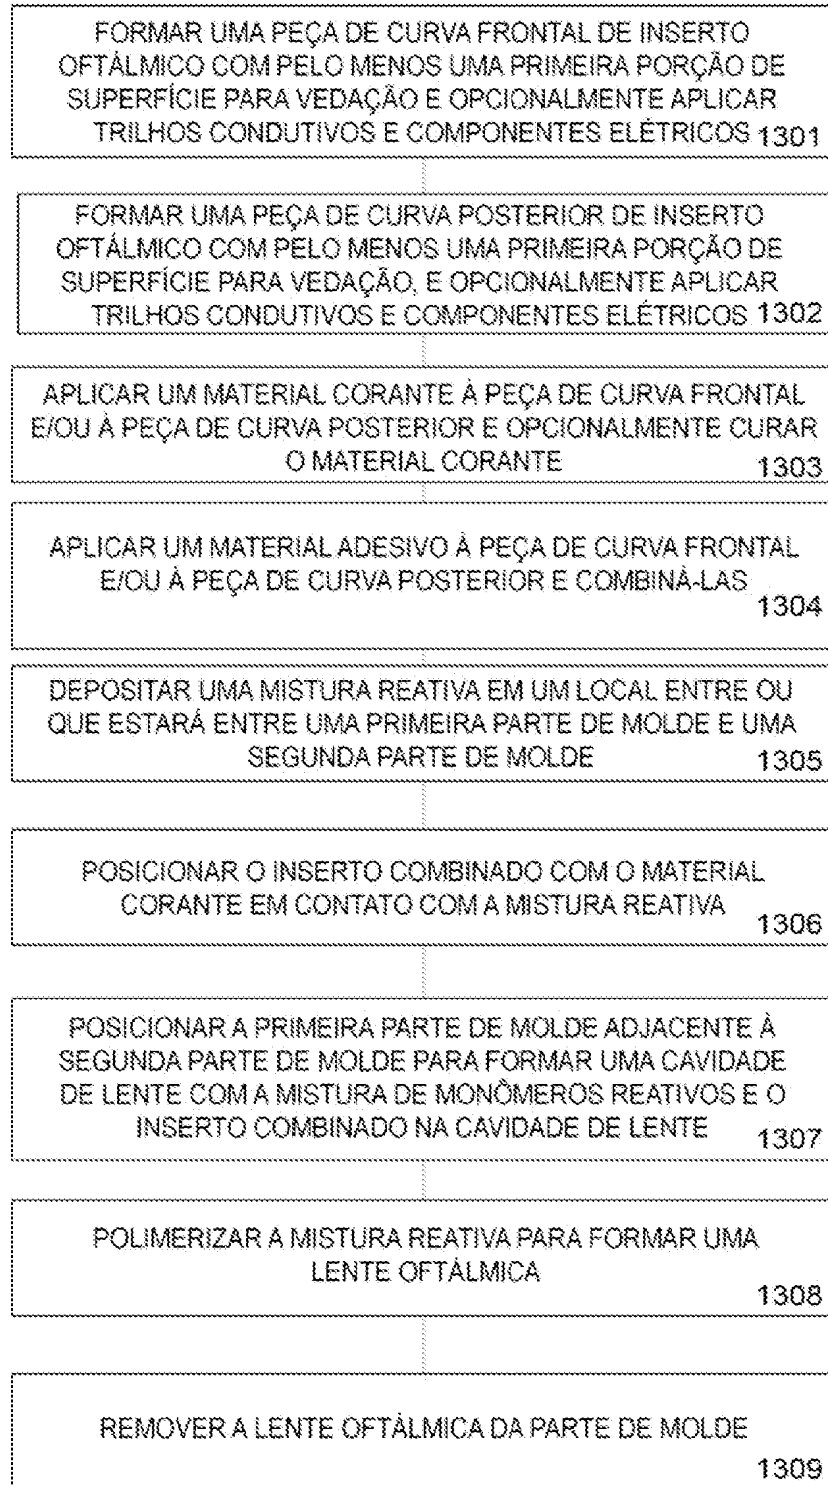 FORMAR UMA PEÇA DE CURVA FRONTAL DE INSERTO
OFTÁLMICO COM PELO MENOS UMA PRIMEIRA PORÇÃO DE
SUPERFÍCIE PARA VEDAÇÃO E OPCIONALMENTE APLICAR
TRILHOS CONDUTIVOS E COMPONENTES ELÉTRICOS 1301
FORMAR UMA PEÇA DE CURVA POSTERIOR DE INSERTO
OFTÁLMICO COM PELO MENOS UMA PRIMEIRA PORÇÃO DE
SUPERFÍCIE PARA VEDAÇÃO, E OPCIONALMENTE APLICAR
TRILHOS CONDUTIVOS E COMPONENTES ELÉTRICOS 1302
APLICAR UM MATERIAL CORANTE À PEÇA DE CURVA FRONTAL
E/OU À PEÇA DE CURVA POSTERIOR E OPCIONALMENTE CURAR
O MATERIAL CORANTE 1303
APLICAR UM MATERIAL ADESIVO À PEÇA DE CURVA FRONTAL
E/OU À PEÇA DE CURVA POSTERIOR E COMBINÁ-LAS
1304
DEPOSITAR UMA MISTURA REATIVA EM UM LOCAL ENTRE OU
QUE ESTARÁ ENTRE UMA PRIMEIRA PARTE DE MOLDE E UMA
SEGUNDA PARTE DE MOLDE 1305
POSICIONAR O INSERTO COMBINADO COM O MATERIAL
CORANTE EM CONTATO COM A MISTURA REATIVA
1306
POSICIONAR A PRIMEIRA PARTE DE MOLDE ADJACENTE À
SEGUNDA PARTE DE MOLDE PARA FORMAR UMA CAVIDADE
DE LENTE COM A MISTURA DE MONÔMEROS REATIVOS E O
INSERTO COMBINADO NA CAVIDADE DE LENTE 1307
POLIMERIZAR A MISTURA REATIVA PARA FORMAR UMA
LENTE OFTÁLMICA
1308
REMOVER A LENTE OFTÁLMICA DA PARTE DE MOLDE
1309